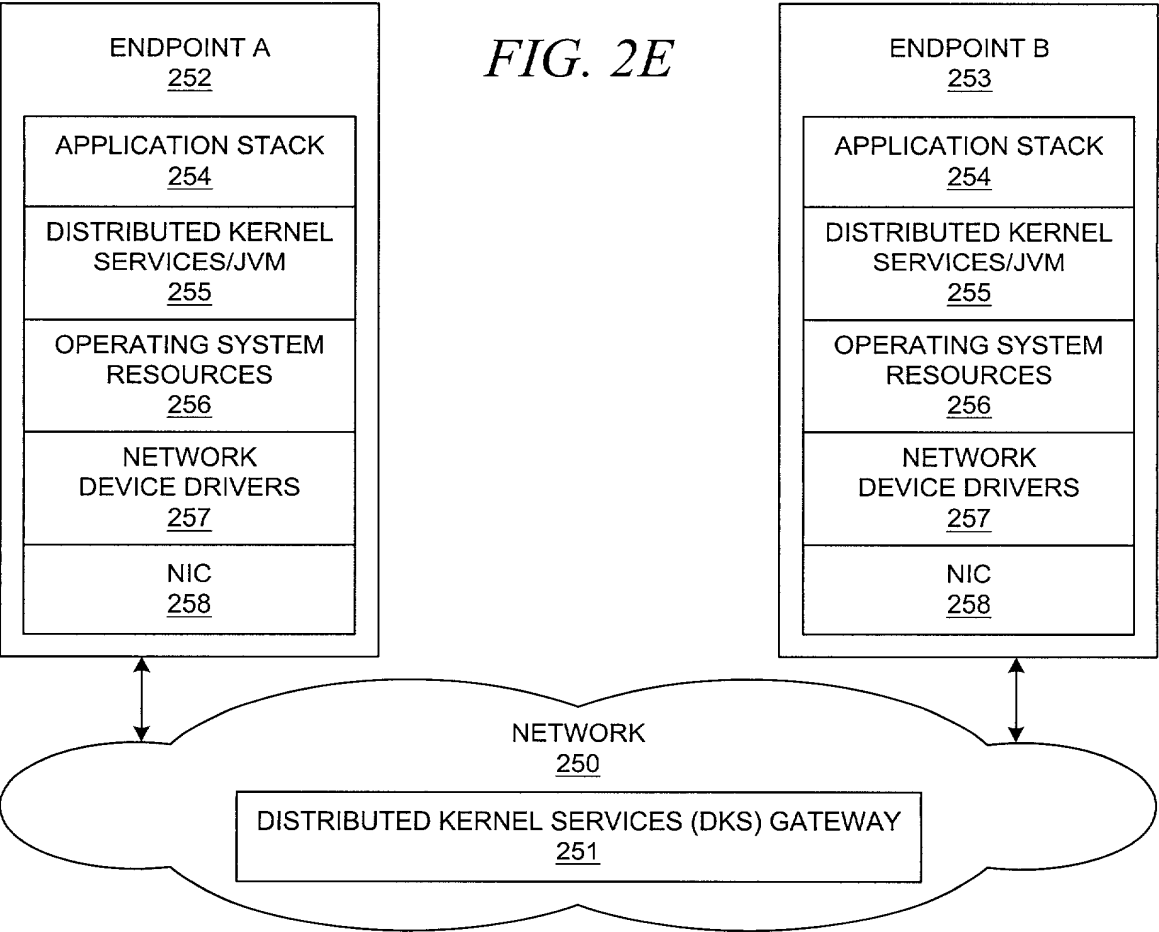 FIG. 2E
ENDPOINT A
252
APPLICATION STACK
254
DISTRIBUTED KERNEL
SERVICES/JVM
255
OPERATING SYSTEM
RESOURCES
256
NETWORK
DEVICE DRIVERS
257
NIC
258
ENDPOINT B
253
APPLICATION STACK
254
DISTRIBUTED KERNEL
SERVICES/JVM
255
OPERATING SYSTEM
RESOURCES
256
NETWORK
DEVICE DRIVERS
257
NIC
258
NETWORK
250
DISTRIBUTED KERNEL SERVICES (DKS) GATEWAY
251